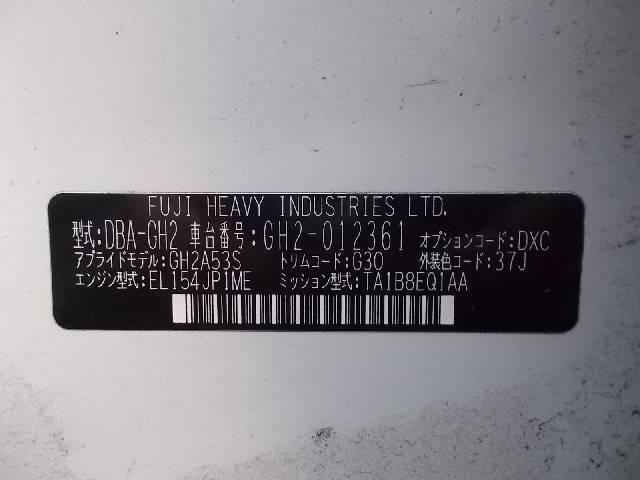 FUJI HEAVY INDUSTRIES LTD.
型式:DBA-GH2 車台番号:GH2-012361 オプションコード:DXC
アプライドモデル:GH2A53S トリムコード:G30 外装色コード:37J
エンジン型式:EL154JP1ME ミッション型式:TA1B8EQ1AA